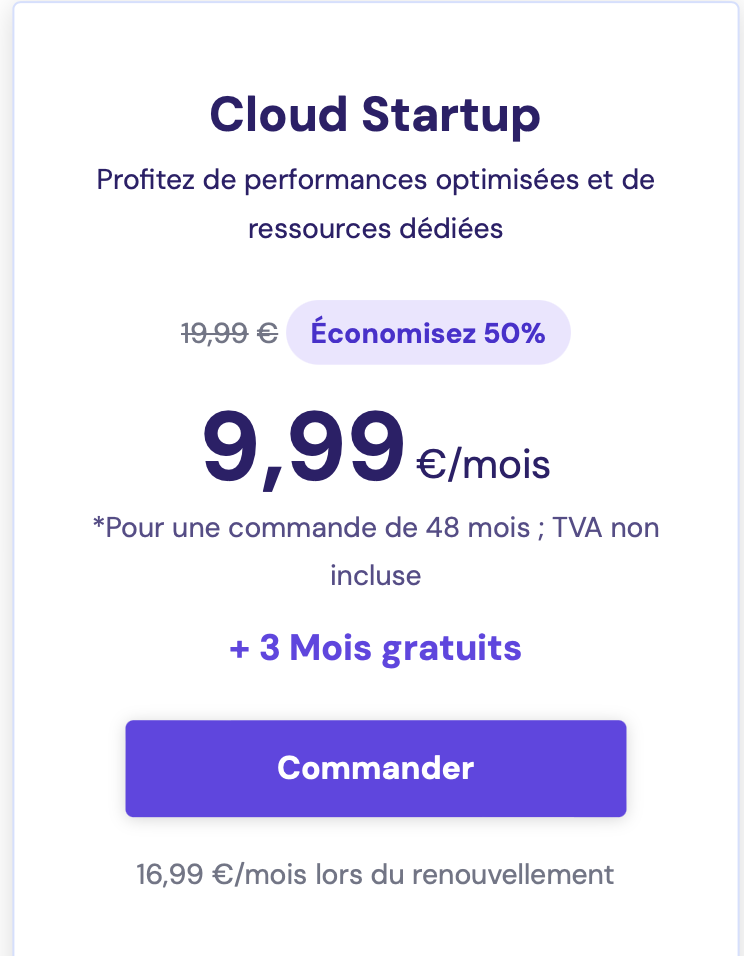 Cloud Startup
Profitez de performances optimisées et de
ressources dédiées
19,99 € Économisez 50%
9,99 €/mois
*Pour une commande de 48 mois ; TVA non
incluse
+ 3 Mois gratuits
Commander
16,99 €/mois lors du renouvellement